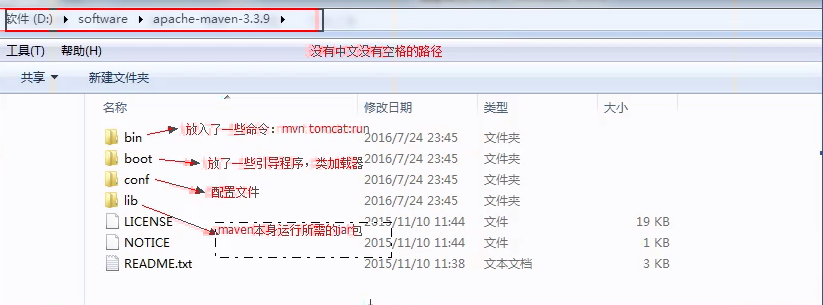 软件 (D:) ▸ software ▸ apache-maven-3.3.9 ▸
工具(T) 帮助(H) 没有中文没有空格的路径
共享 新建文件夹
名称 修改日期 类型 大小
bin 放入了一些命令：mvn tomcat:run 2016/7/24 23:45 文件夹
boot 放了一些引导程序，类加载器 2016/7/24 23:45 文件夹
conf 配置文件 2016/7/24 23:45 文件夹
lib 2016/7/24 23:45 文件夹
LICENSE 2015/11/10 11:44 文件 19 KB
maven本身运行所需的jar包
NOTICE 2015/11/10 11:44 文件 1 KB
README.txt 2015/11/10 11:38 文本文档 3 KB